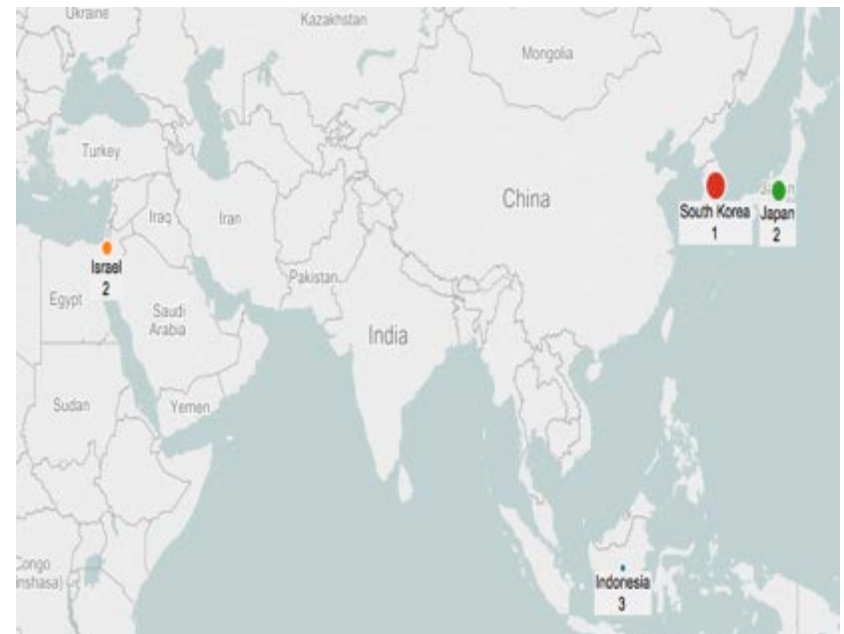 Ukraine
Kazakhstan
Mongolia
Turkey
China
South Korea
1
Japan
2
Iraq
Iran
Israel
2
Pakistan
Egypt
Saudi
Arabia
India
Sudan
Yemen
Congo
Indonesia
3